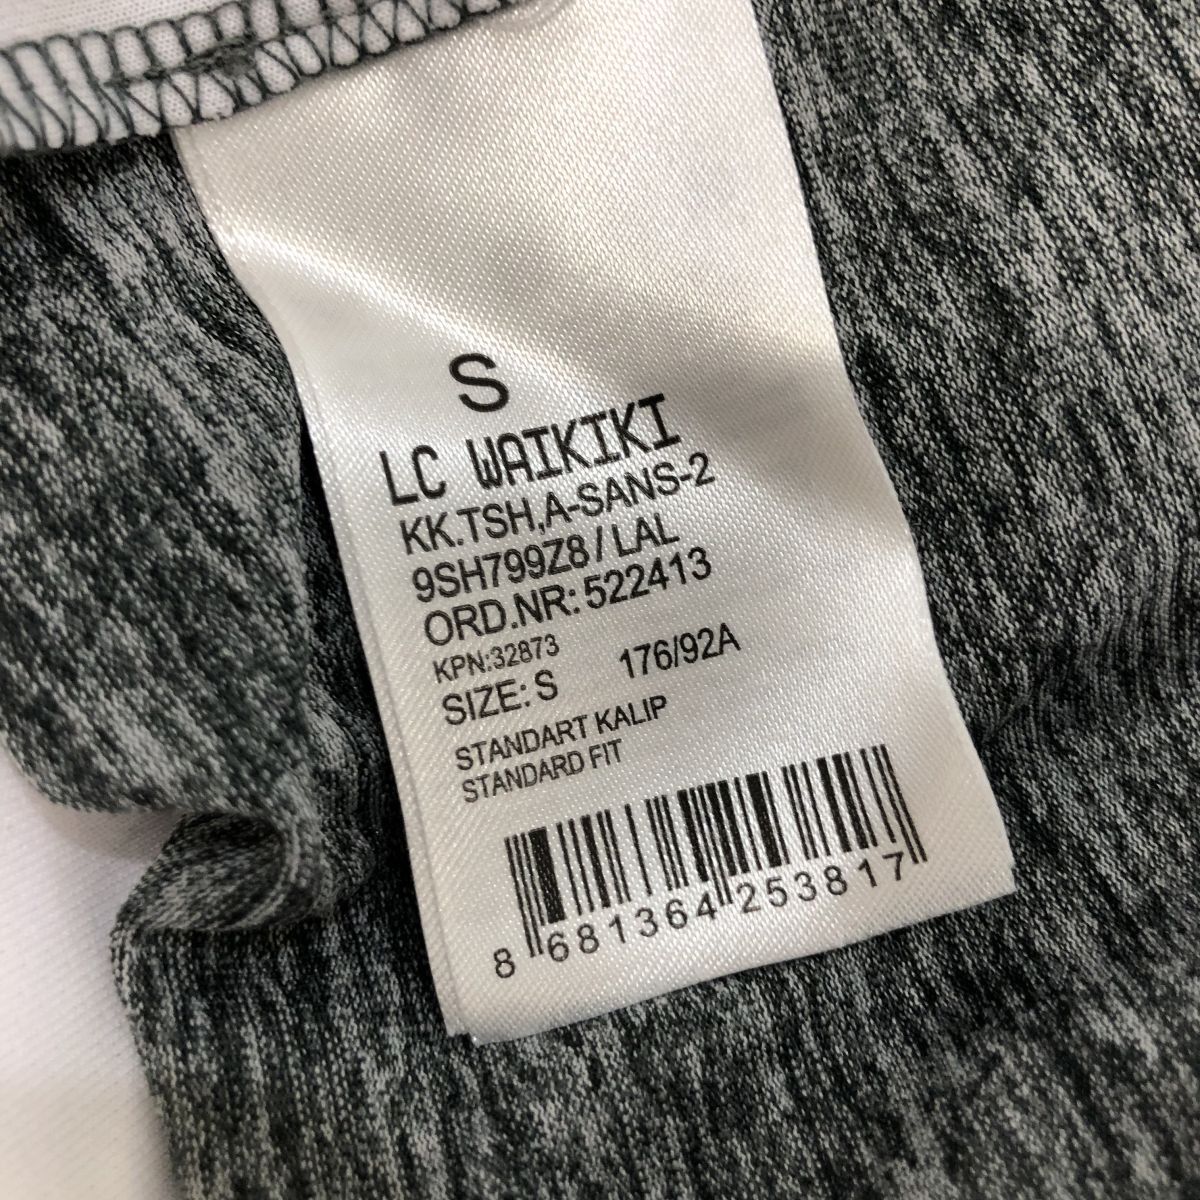 S
LC WAIKIKI
KK.TSH,A-SANS-2
9SH799Z8 / LAL
ORD.NR: 522413
KPN:32873
SIZE: S 176/92A
STANDART KALIP
STANDARD FIT
8 681364 253817